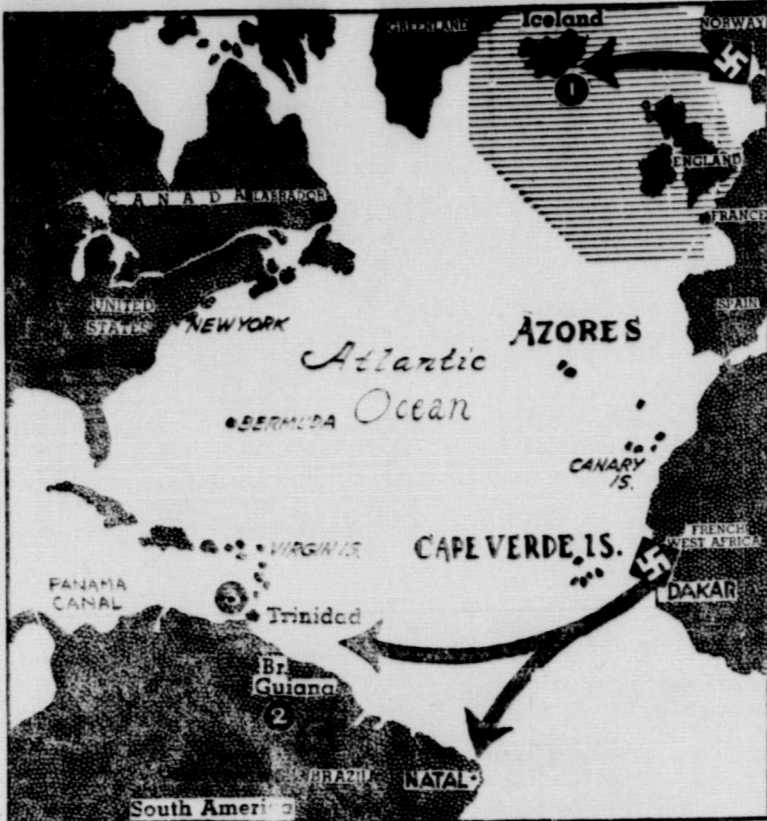 GREENLAND
Iceland
NORWAY
1
ENGLAND
CANADA
LABRADOR
FRANCE
UNITED
STATES
NEW YORK
SPAIN
AZORES
Atlantic
Ocean
BERMUDA
CANARY
IS.
VIRGIN IS.
CAPE VERDE IS.
FRENCH
WEST AFRICA
PANAMA
CANAL
3
Trinidad
DAKAR
Br.
Guiana
2
BRAZIL
NATAL
South America